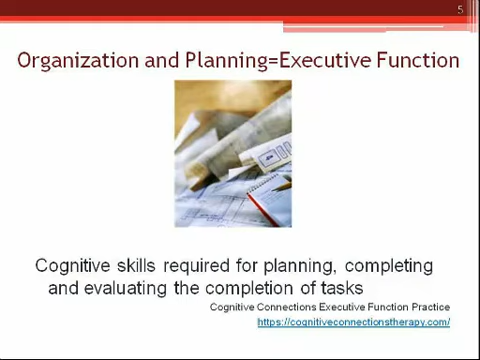 5
Organization and Planning=Executive Function
Cognitive skills required for planning, completing
and evaluating the completion of tasks
Cognitive Connections Executive Function Practice
https://cognitiveconnectionstherapy.com/